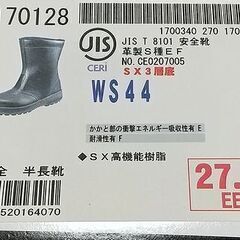 170128
1700340 270 170
JIS
CERI
JIS T 8101 安全靴
革製S種EF
NO.CE0207005
SX3層底
WS44
かかと部の衝撃エネルギー吸収性有 E
耐滑性有 F
◆SX高機能樹脂
全 半長靴
520164070
27.
EE